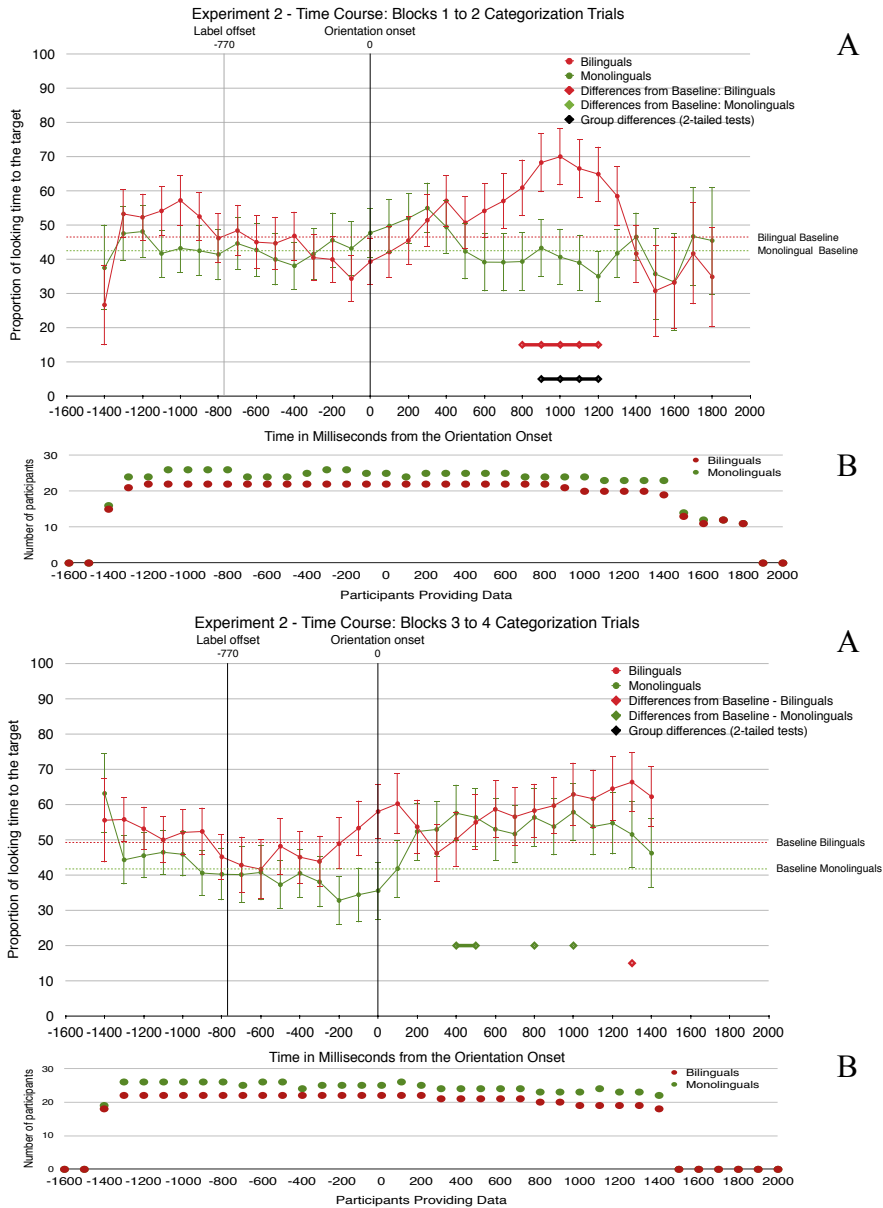 Experiment 2 - Time Course: Blocks 1 to 2 Categorization Trials
A
Label offset
-770
Orientation onset
0
Proportion of looking time to the target
100
90
80
70
60
50
40
30
20
10
0
Bilinguals
Monolinguals
Differences from Baseline: Bilinguals
Differences from Baseline: Monolinguals
Group differences (2-tailed tests)
Bilingual Baseline
Monolingual Baseline
-1600 -1400 -1200 -1000 -800 -600 -400 -200 0 200 400 600 800 1000 1200 1400 1600 1800 2000
Time in Milliseconds from the Orientation Onset
B
Number of participants
30
20
10
0
Bilinguals
Monolinguals
-1600 -1400 -1200 -1000 -800 -600 -400 -200 0 200 400 600 800 1000 1200 1400 1600 1800 2000
Participants Providing Data
Experiment 2 - Time Course: Blocks 3 to 4 Categorization Trials
A
Label offset
-770
Orientation onset
0
Proportion of looking time to the target
100
90
80
70
60
50
40
30
20
10
0
Bilinguals
Monolinguals
Differences from Baseline - Bilinguals
Differences from Baseline - Monolinguals
Group differences (2-tailed tests)
Baseline Bilinguals
Baseline Monolinguals
-1600 -1400 -1200 -1000 -800 -600 -400 -200 0 200 400 600 800 1000 1200 1400 1600 1800 2000
Time in Milliseconds from the Orientation Onset
B
Number of participants
30
20
10
0
Bilinguals
Monolinguals
-1600 -1400 -1200 -1000 -800 -600 -400 -200 0 200 400 600 800 1000 1200 1400 1600 1800 2000
Participants Providing Data